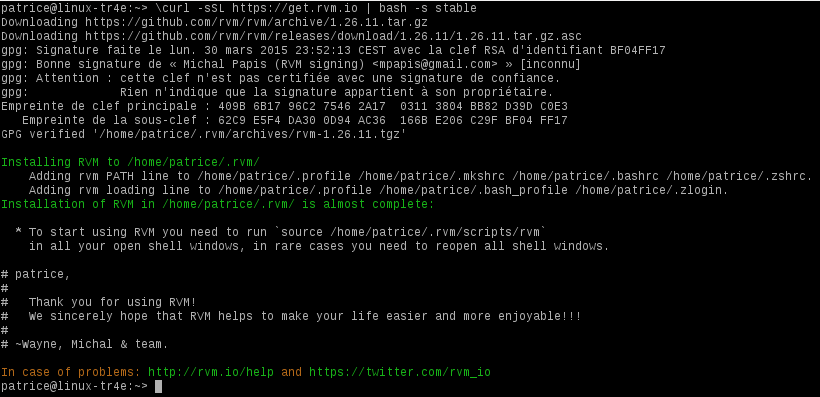 patrice@linux-tr4e:~> \curl -sSL https://get.rvm.io | bash -s stable
Downloading https://github.com/rvm/rvm/archive/1.26.11.tar.gz
Downloading https://github.com/rvm/rvm/releases/download/1.26.11/1.26.11.tar.gz.asc
gpg: Signature faite le lun. 30 mars 2015 23:52:13 CEST avec la clef RSA d'identifiant BF04FF17
gpg: Bonne signature de « Michal Papis (RVM signing) <mpapis@gmail.com> » [inconnu]
gpg: Attention : cette clef n'est pas certifiée avec une signature de confiance.
gpg:             Rien n'indique que la signature appartient à son propriétaire.
Empreinte de clef principale : 409B 6B17 96C2 7546 2A17  0311 3804 BB82 D39D C0E3
   Empreinte de la sous-clef : 62C9 E5F4 DA30 0D94 AC36  166B E206 C29F BF04 FF17
GPG verified '/home/patrice/.rvm/archives/rvm-1.26.11.tgz'
Installing RVM to /home/patrice/.rvm/
    Adding rvm PATH line to /home/patrice/.profile /home/patrice/.mkshrc /home/patrice/.bashrc /home/patrice/.zshrc.
    Adding rvm loading line to /home/patrice/.profile /home/patrice/.bash_profile /home/patrice/.zlogin.
Installation of RVM in /home/patrice/.rvm/ is almost complete:
  * To start using RVM you need to run `source /home/patrice/.rvm/scripts/rvm`
    in all your open shell windows, in rare cases you need to reopen all shell windows.
# patrice,
#
#   Thank you for using RVM!
#   We sincerely hope that RVM helps to make your life easier and more enjoyable!!!
#
# ~Wayne, Michal & team.
In case of problems: http://rvm.io/help and https://twitter.com/rvm_io
patrice@linux-tr4e:~>